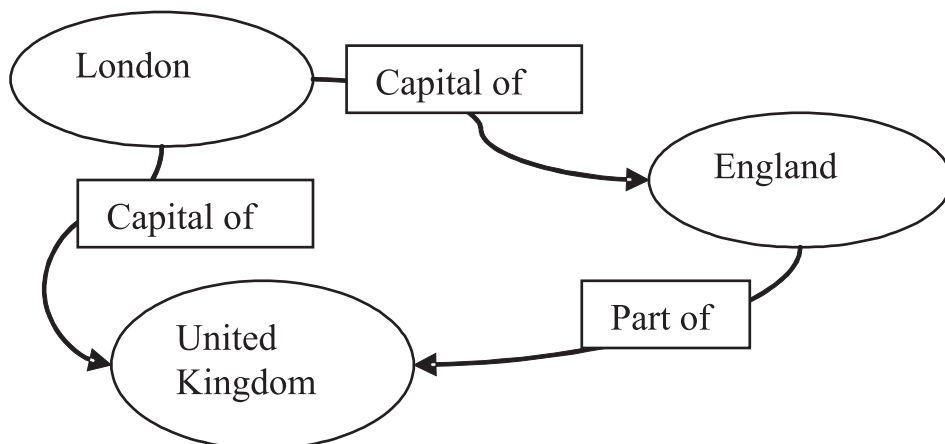 London
Capital of
England
Capital of
Part of
United
Kingdom